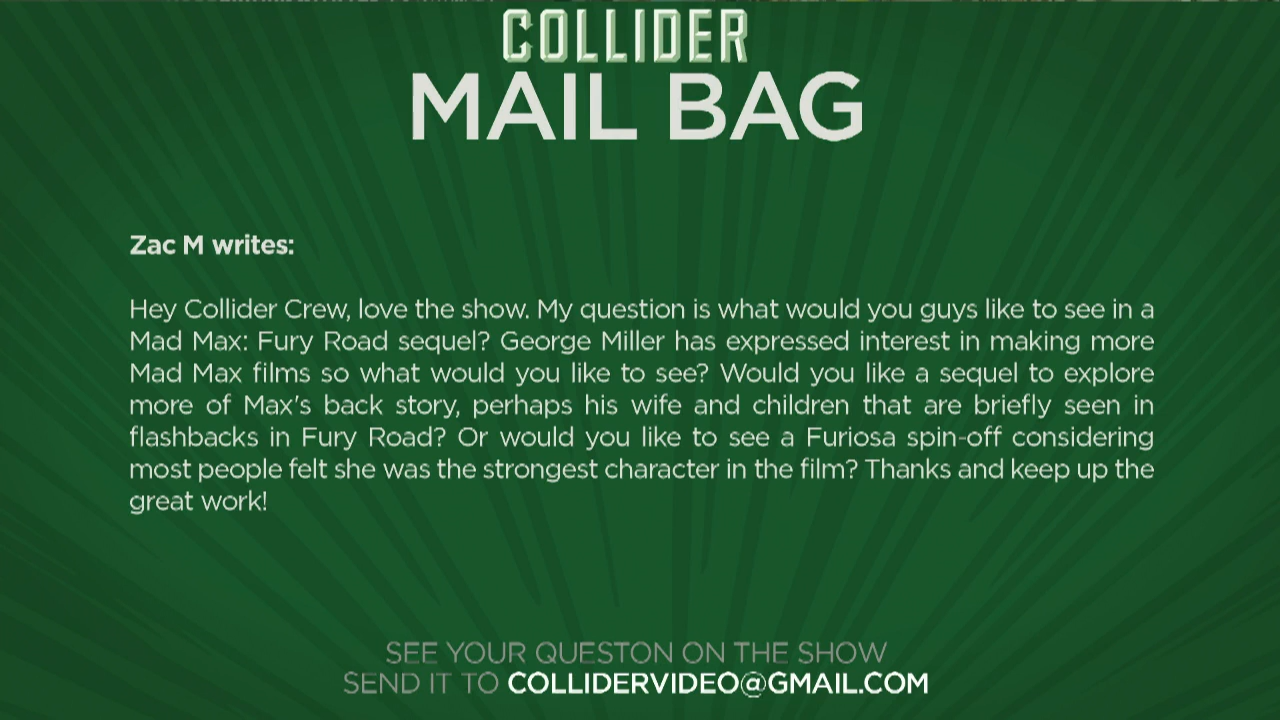 COLLIDER
MAIL BAG
Zac M writes:
Hey Collider Crew, love the show. My question is what would you guys like to see in a
Mad Max: Fury Road sequel? George Miller has expressed interest in making more
Mad Max films so what would you like to see? Would you like a sequel to explore
more of Max's back story, perhaps his wife and children that are briefly seen in
flashbacks in Fury Road? Or would you like to see a Furiosa spin-off considering
most people felt she was the strongest character in the film? Thanks and keep up the
great work!
SEE YOUR QUESTON ON THE SHOW
SEND IT TO COLLIDERVIDEO@GMAIL.COM